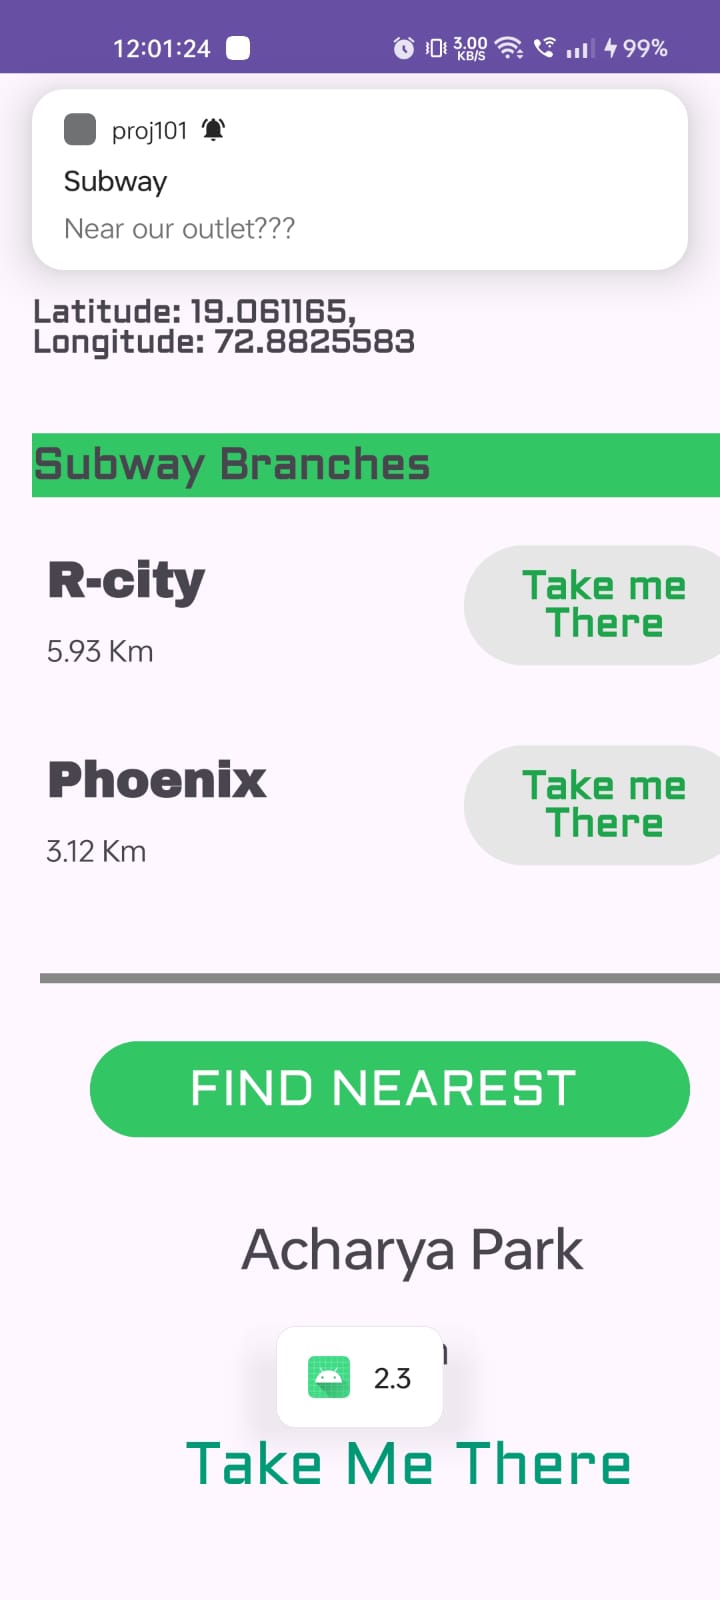 12:01:24 3.00 KB/S 99%
proj101
Subway
Near our outlet???
Latitude: 19.061165,
Longitude: 72.8825583
Subway Branches
R-city
Take me
There
5.93 Km
Phoenix
Take me
There
3.12 Km
FIND NEAREST
Acharya Park
2.3
Take Me There